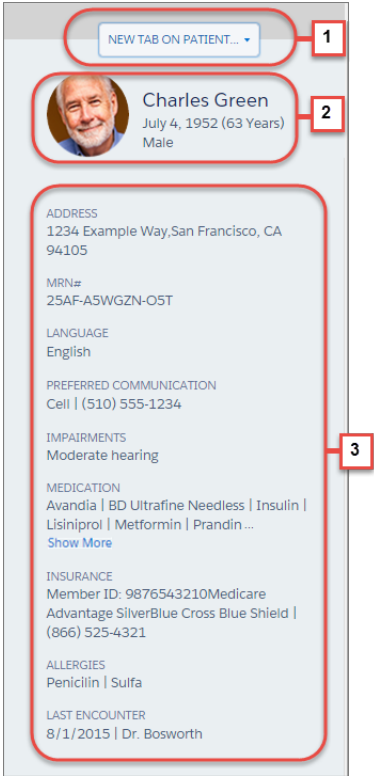 NEW TAB ON PATIENT... ▾
1
Charles Green
July 4, 1952 (63 Years)
Male
2
ADDRESS
1234 Example Way,San Francisco, CA
94105
MRN#
25AF-A5WGZN-O5T
LANGUAGE
English
PREFERRED COMMUNICATION
Cell | (510) 555-1234
IMPAIRMENTS
Moderate hearing
3
MEDICATION
Avandia | BD Ultrafine Needless | Insulin |
Lisiniprol | Metformin | Prandin ...
Show More
INSURANCE
Member ID: 9876543210Medicare
Advantage SilverBlue Cross Blue Shield |
(866) 525-4321
ALLERGIES
Penicilin | Sulfa
LAST ENCOUNTER
8/1/2015 | Dr. Bosworth